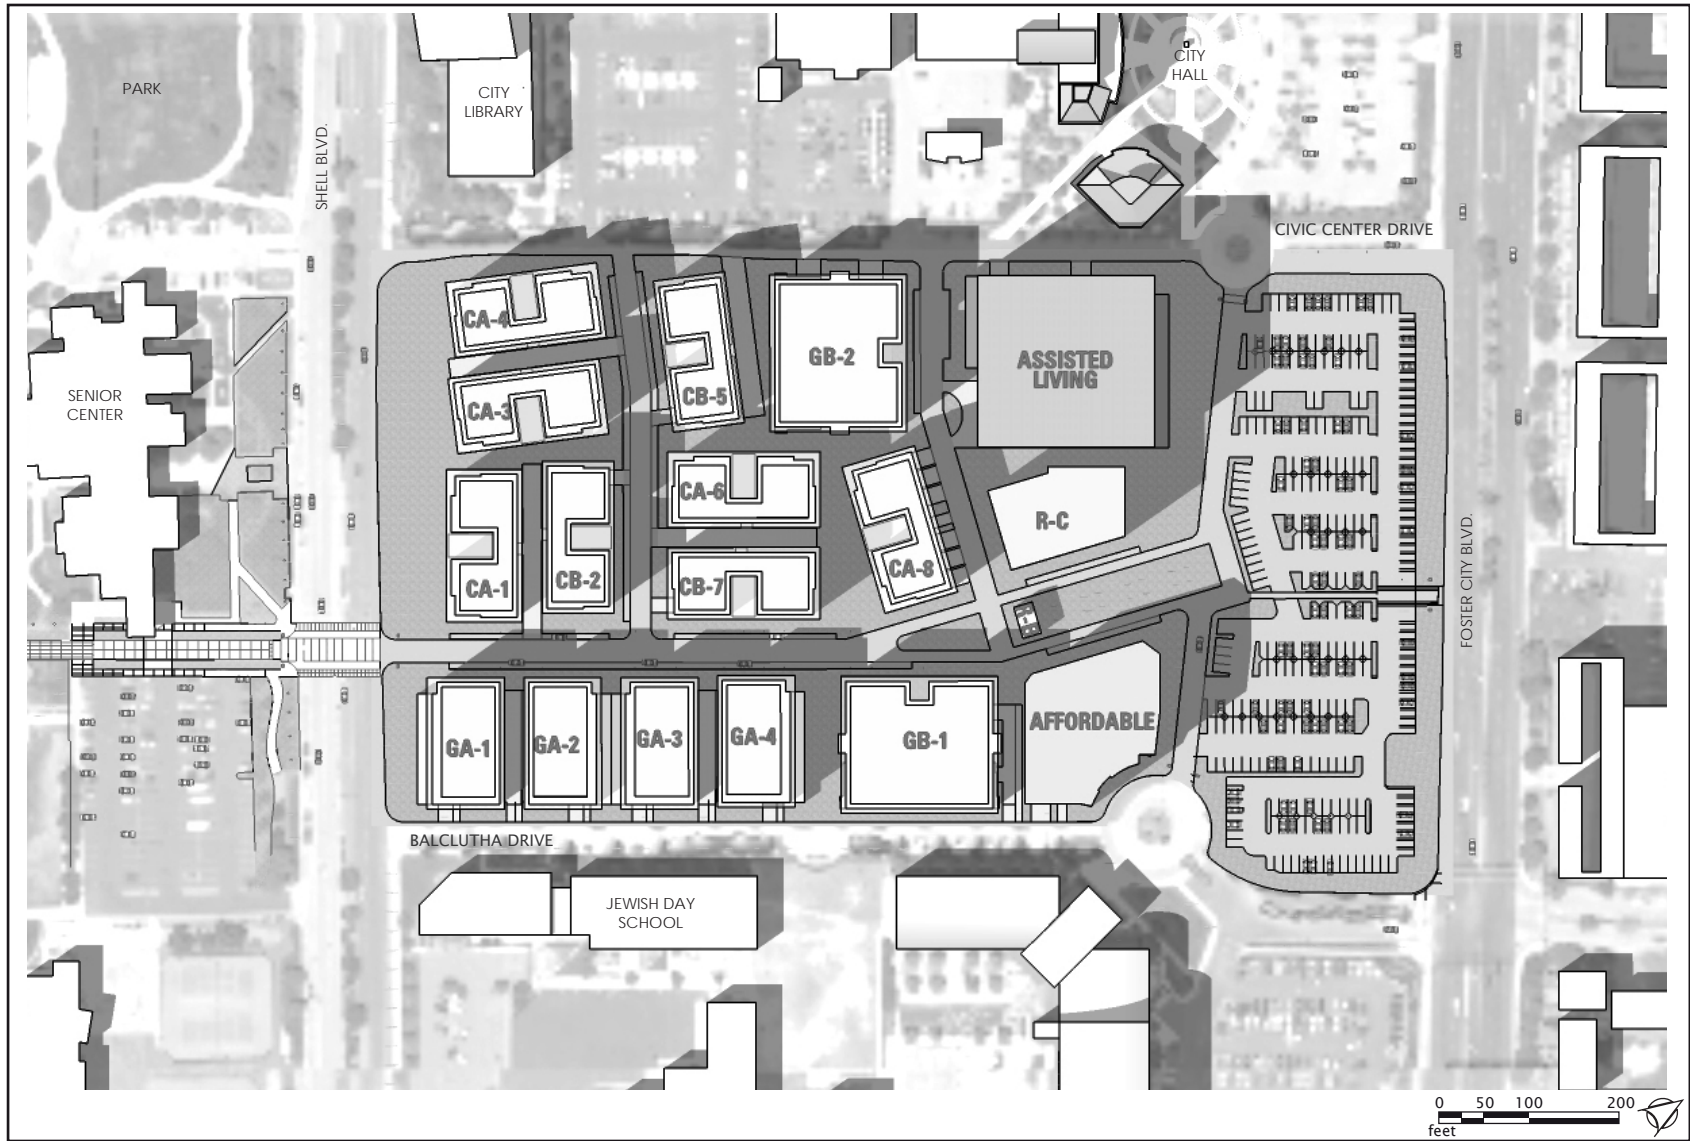 PARK
CITY
LIBRARY
CITY
HALL
SHELL BLVD.
CIVIC CENTER DRIVE
CA-4
CB-5
GB-2
ASSISTED
LIVING
SENIOR
CENTER
CA-3
CA-6
R-C
CA-1
CB-2
CB-7
CA-8
FOSTER CITY BLVD.
GA-1
GA-2
GA-3
GA-4
GB-1
AFFORDABLE
BALCLUTHA DRIVE
JEWISH DAY
SCHOOL
0 50 100 200
feet